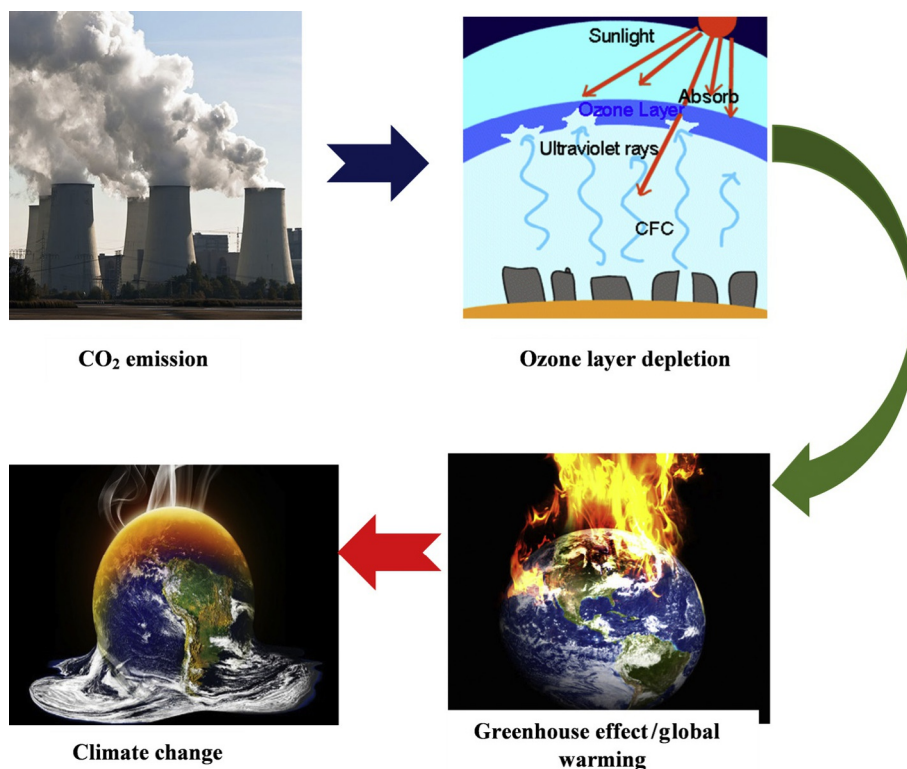 Sunlight
Absorb
Ozone Layer
Ultraviolet rays
CFC
CO₂ emission
Ozone layer depletion
Climate change
Greenhouse effect/global
warming